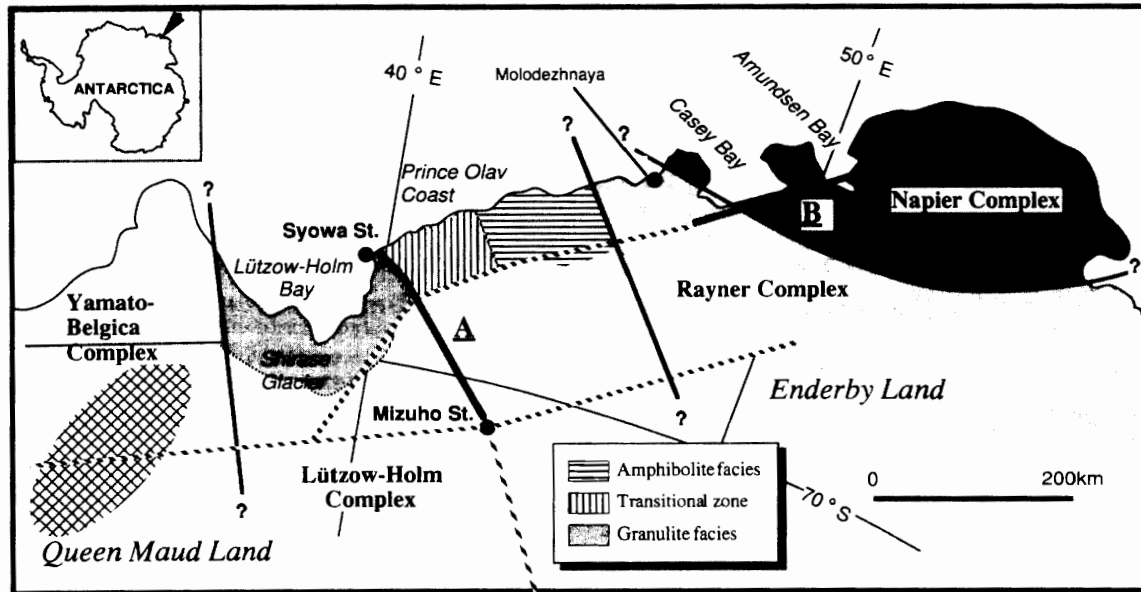 ANTARCTICA
40 ° E
50 ° E
Molodezhnaya
Amundsen Bay
Casey Bay
?
?
?
Prince Olav
Coast
Napier Complex
B
Syowa St.
Lützow-Holm
Bay
?
Yamato-
Belgica
Complex
Rayner Complex
A
Shirase
Glacier
Enderby Land
Mizuho St.
?
Lützow-Holm
Complex
Amphibolite facies
Transitional zone
Granulite facies
0 200km
70 ° S
?
Queen Maud Land